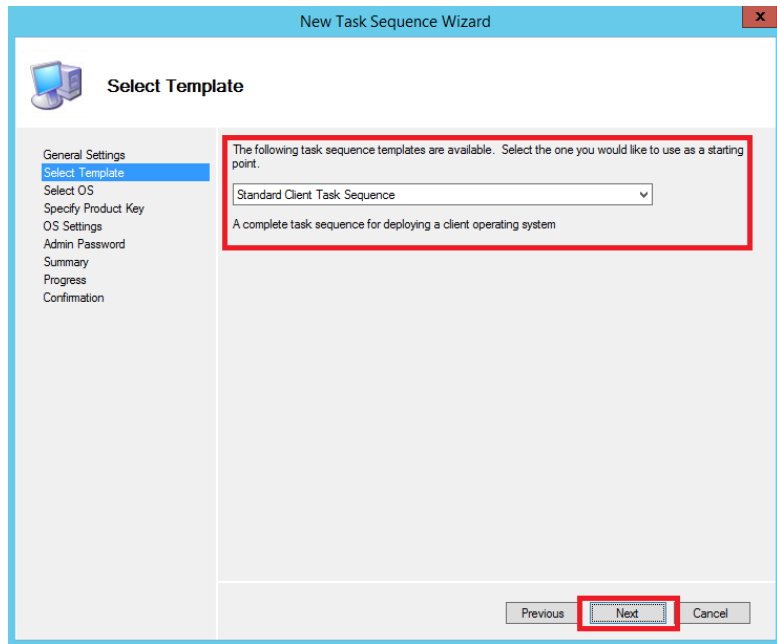 New Task Sequence Wizard
x
Select Template
General Settings
Select Template
Select OS
Specify Product Key
OS Settings
Admin Password
Summary
Progress
Confirmation
The following task sequence templates are available.  Select the one you would like to use as a starting
point.
Standard Client Task Sequence
A complete task sequence for deploying a client operating system
Previous
Next
Cancel